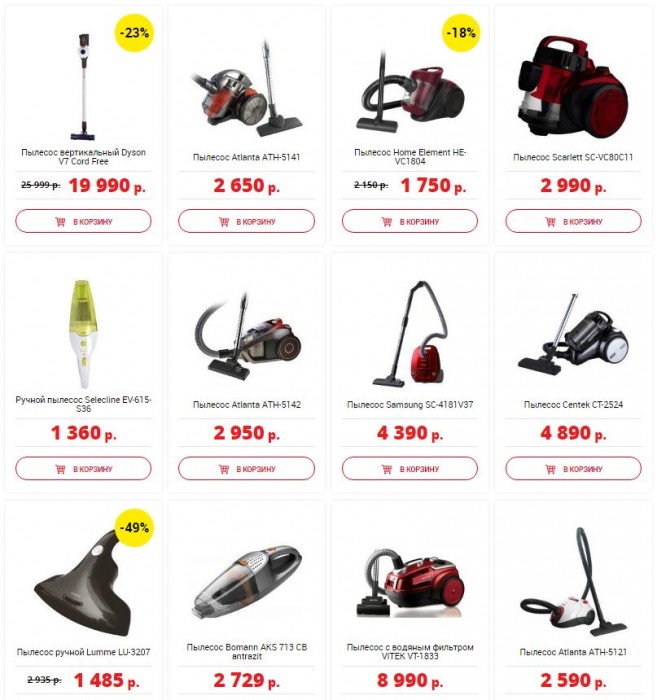 -23%
-18%
Пылесос вертикальный Dyson
V7 Cord Free
Пылесос Atlanta ATH-5141
Пылесос Home Element HE-
VC1804
Пылесос Scarlett SC-VC80C11
25 999 р. 19 990 р.
2 650 р.
2 150 р. 1 750 р.
2 990 р.
В КОРЗИНУ
В КОРЗИНУ
В КОРЗИНУ
В КОРЗИНУ
Ручной пылесос Selecline EV-615-
S36
Пылесос Atlanta ATH-5142
Пылесос Samsung SC-4181V37
Пылесос Centek CT-2524
1 360 р.
2 950 р.
4 390 р.
4 890 р.
В КОРЗИНУ
В КОРЗИНУ
В КОРЗИНУ
В КОРЗИНУ
-49%
Пылесос ручной Lumme LU-3207
Пылесос Bomann AKS 713 CB
antrazit
Пылесос с водяным фильтром
VITEK VT-1833
Пылесос Atlanta ATH-5121
2 935 р. 1 485 р.
2 729 р.
8 990 р.
2 590 р.